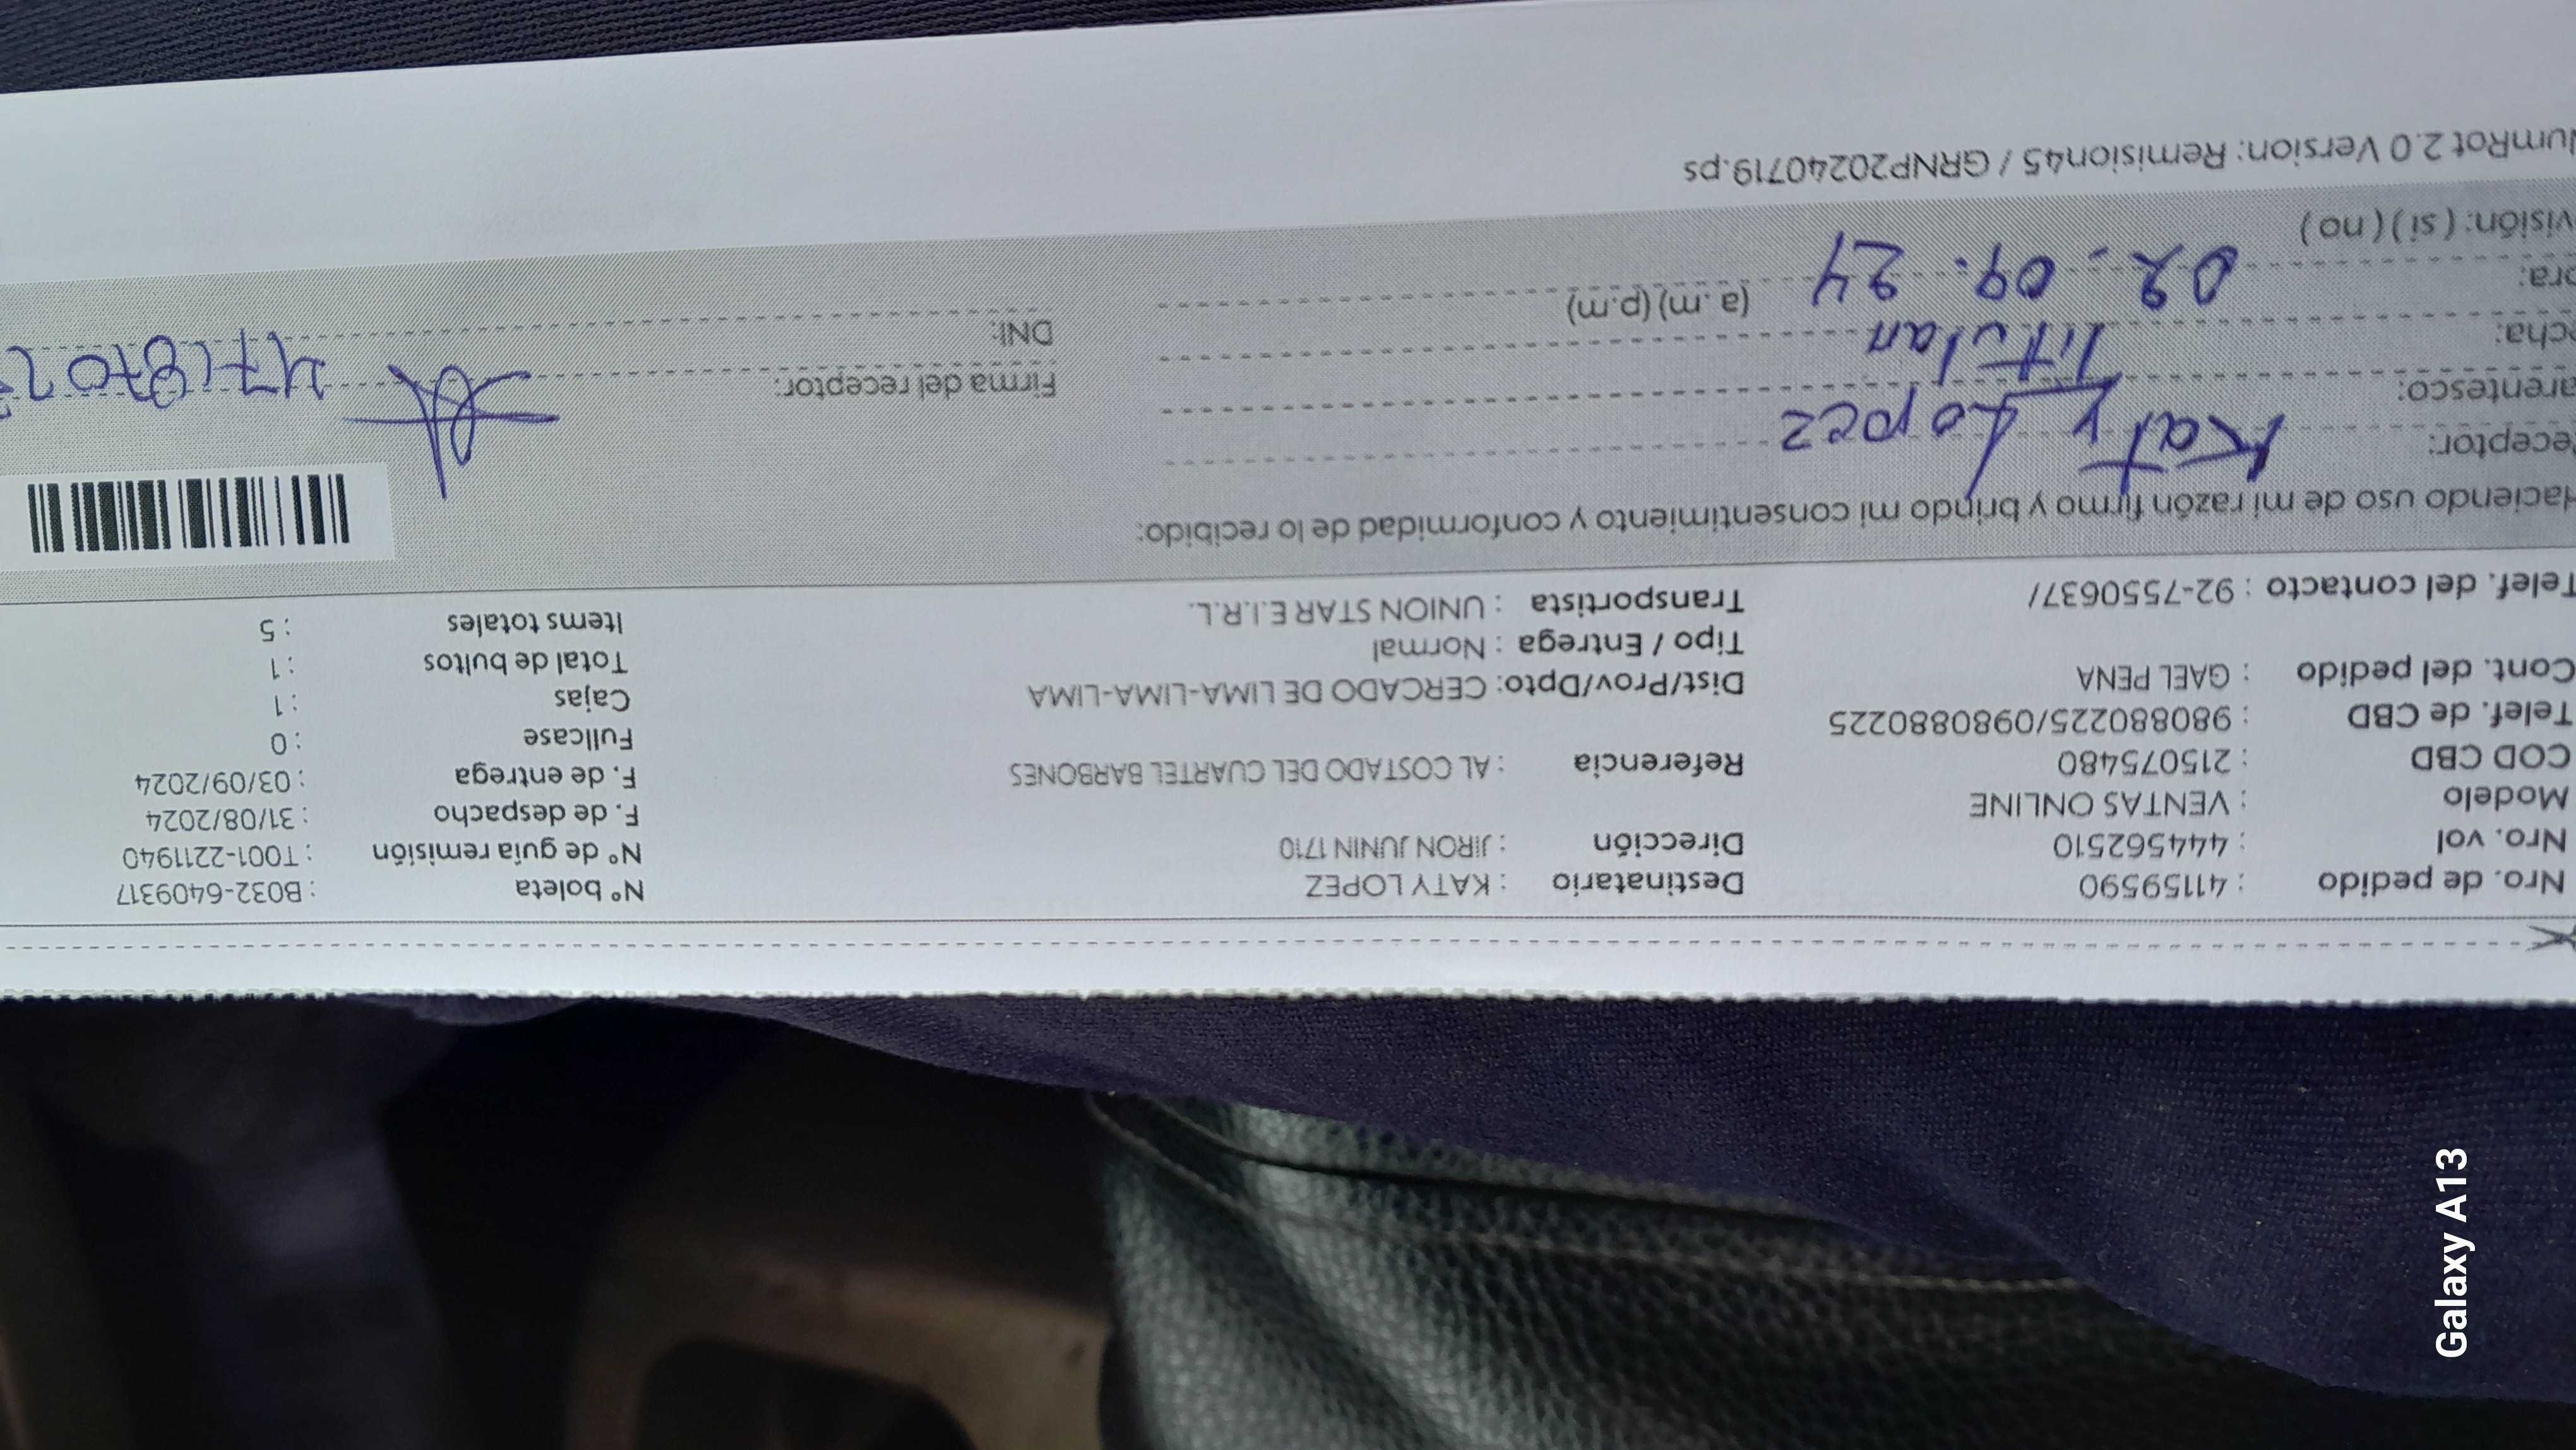 Nro. de pedido : 41159590 Destinatario : KATY LOPEZ N° boleta : B032-6409317
Nro. vol : 444562510 Dirección : JIRON JUNIN 1710 N° de guía remisión : T001-2211940
Modelo : VENTAS ONLINE F. de despacho : 31/08/2024
COD CBD : 215075480 Referencia : AL COSTADO DEL CUARTEL BARBONES F. de entrega : 03/09/2024
Telef. de CBD : 980880225/0980880225 Fullcase : 0
Cont. del pedido : GAEL PENA Dist/Prov/Dpto: CERCADO DE LIMA-LIMA-LIMA Cajas : 1
Tipo / Entrega : Normal Total de bultos : 1
Telef. del contacto : 92-7550637/ Transportista : UNION STAR E.I.R.L. Items totales : 5
Haciendo uso de mi razón firmo y brindo mi consentimiento y conformidad de lo recibido:
eceptor: Katy Lopez
arentesco: Titular Firma del receptor:
cha: DNI:
ora: 02.09.24 (a.m) (p.m)
visión: ( si ) ( no )
umRot 2.0 Version: Remision45 / GRNP20240719.ps
Galaxy A13